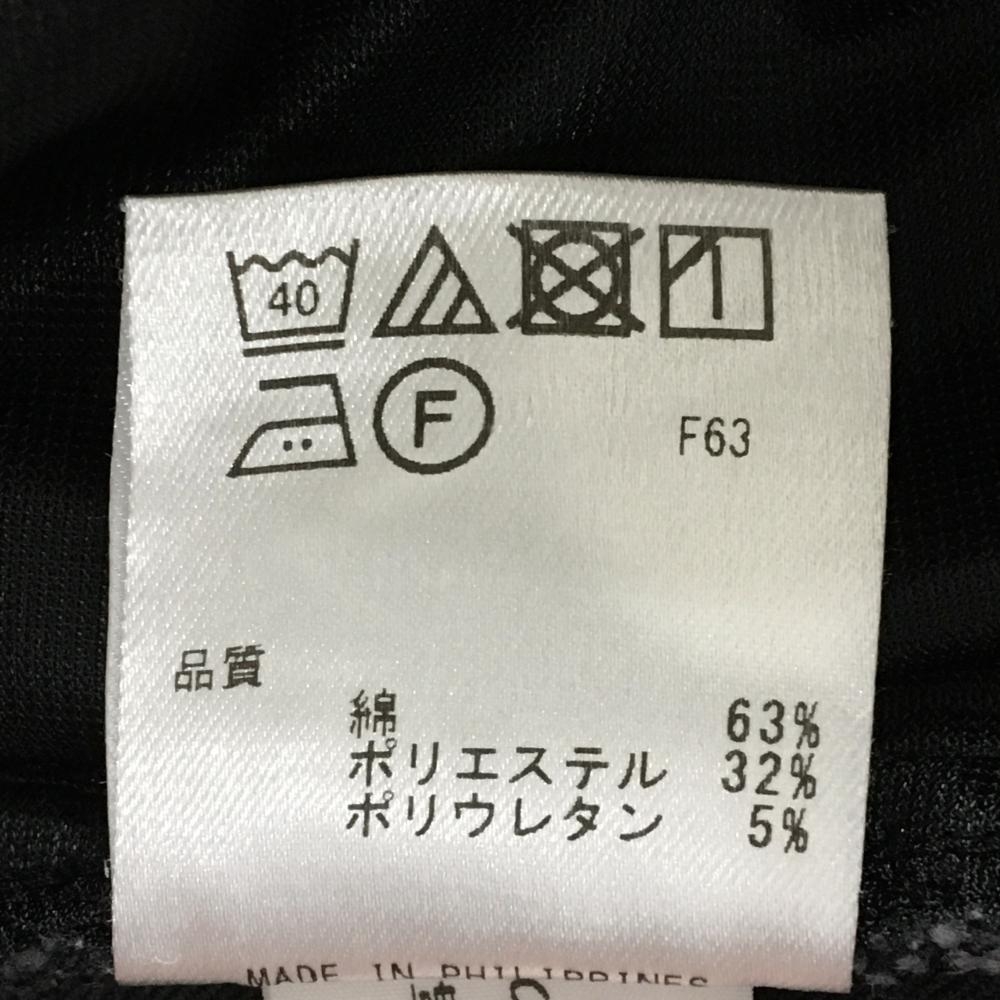 40
F F63
品質
綿 63%
ポリエステル 32%
ポリウレタン 5%
MADE IN PHILIPPINES